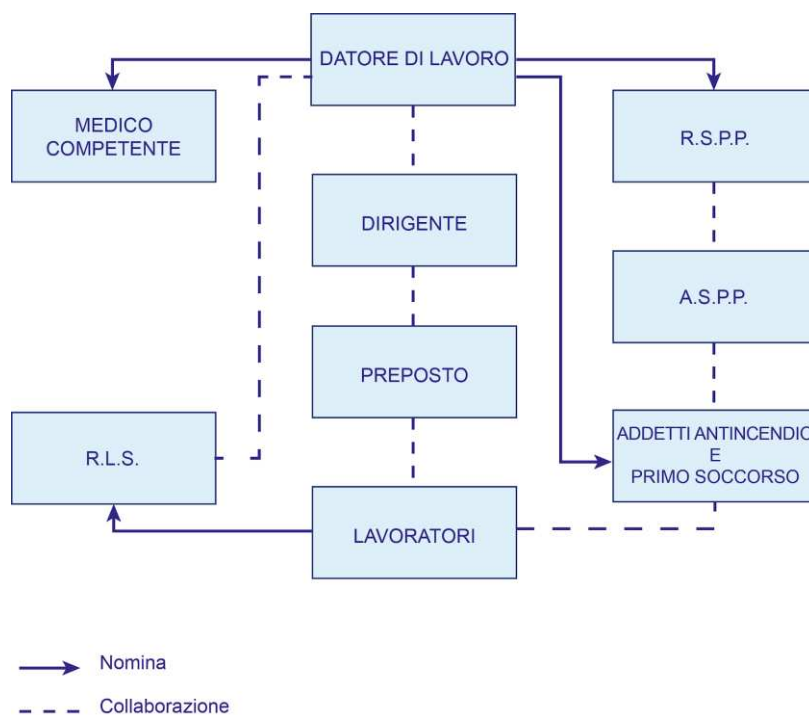 DATORE DI LAVORO
MEDICO
COMPETENTE
R.S.P.P.
DIRIGENTE
A.S.P.P.
PREPOSTO
R.L.S.
ADDETTI ANTINCENDIO
E
PRIMO SOCCORSO
LAVORATORI
Nomina
Collaborazione